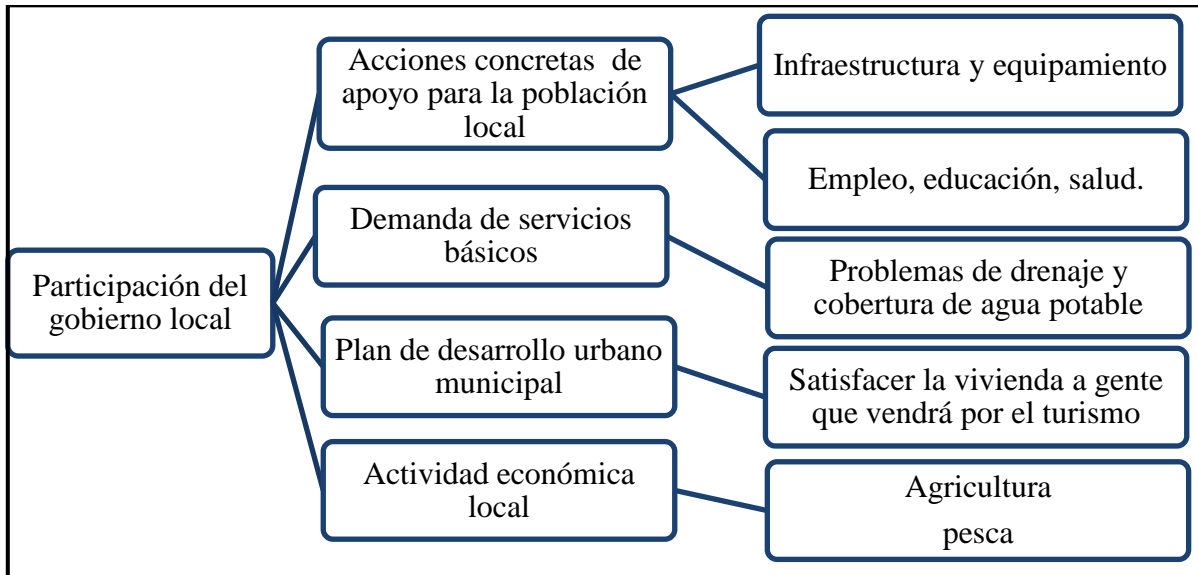 Participación del
gobierno local
Acciones concretas de
apoyo para la población
local
Infraestructura y equipamiento
Empleo, educación, salud.
Demanda de servicios
básicos
Problemas de drenaje y
cobertura de agua potable
Plan de desarrollo urbano
municipal
Satisfacer la vivienda a gente
que vendrá por el turismo
Actividad económica
local
Agricultura
pesca